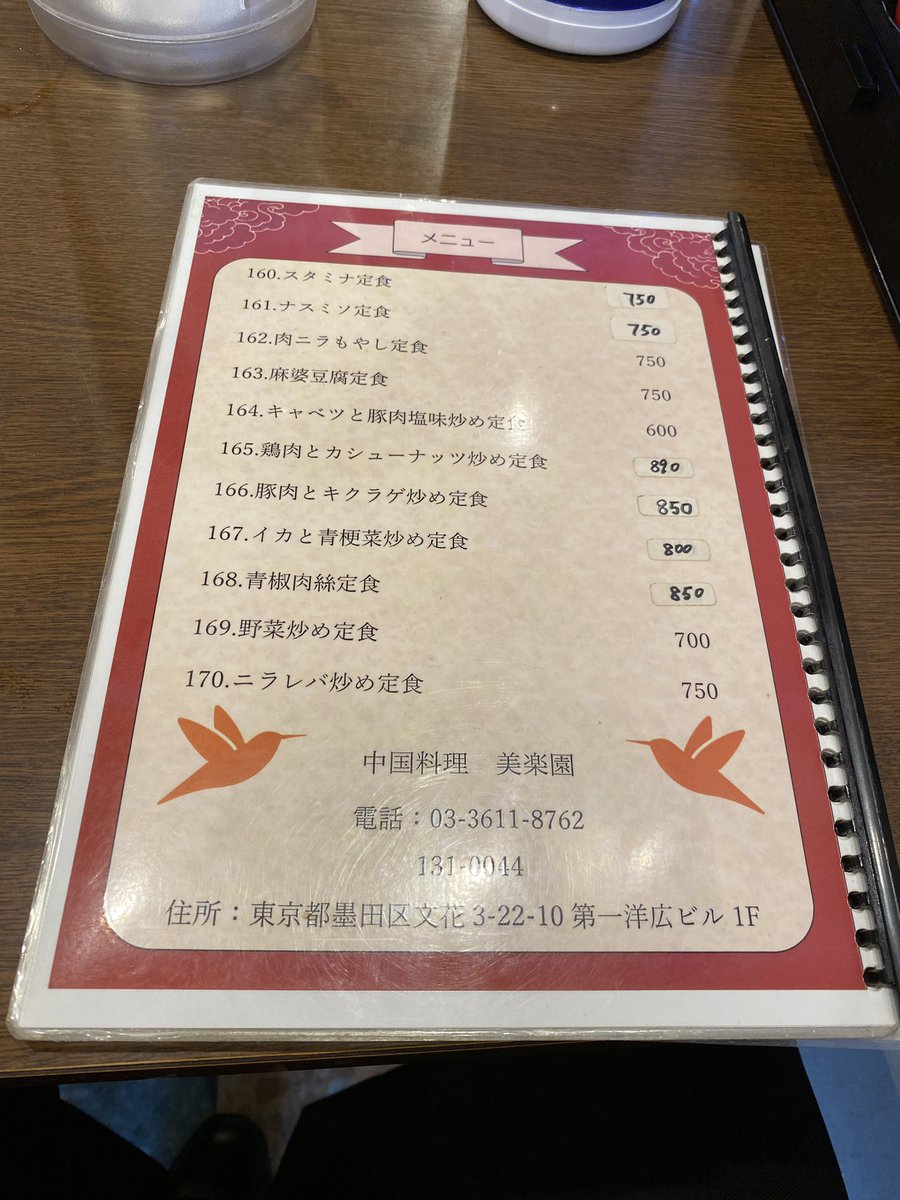 メニュー
160.スタミナ定食 750
161.ナスミソ定食 750
162.肉ニラもやし定食 750
163.麻婆豆腐定食 750
164.キャベツと豚肉塩味炒め定食 600
165.鶏肉とカシューナッツ炒め定食 890
166.豚肉とキクラゲ炒め定食 850
167.イカと青梗菜炒め定食 800
168.青椒肉絲定食 850
169.野菜炒め定食 700
170.ニラレバ炒め定食 750
中国料理 美楽園
電話：03-3611-8762
131-0044
住所：東京都墨田区文花 3-22-10 第一洋広ビル 1F